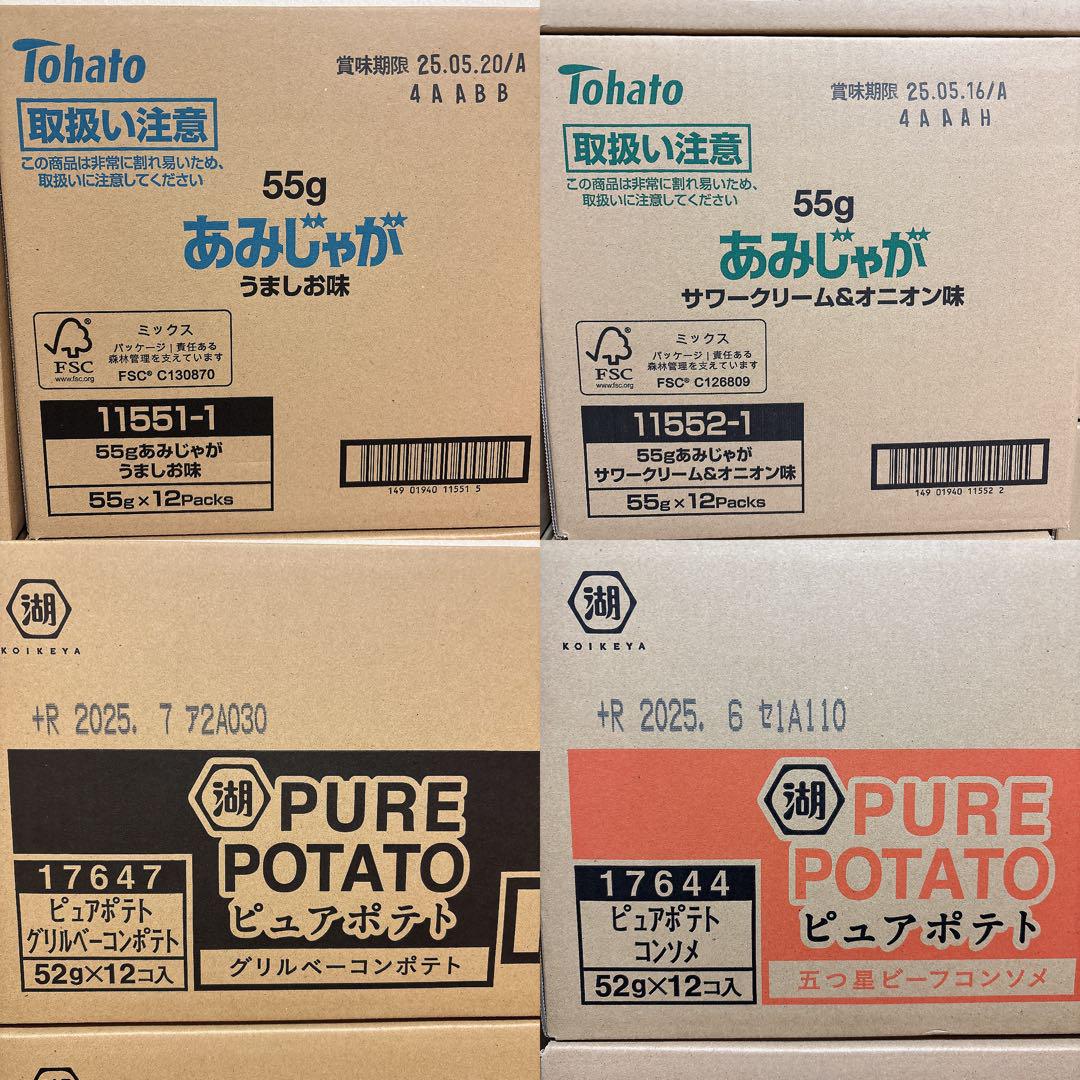 Tohato
賞味期限 25.05.20/A
4AABB
取扱い注意
この商品は非常に割れ易いため、
取扱いに注意してください
55g
あみじゃが
うましお味
FSC®
www.fsc.org
ミックス
パッケージ|責任ある
森林管理を支えています
FSC® C130870
11551-1
55gあみじゃが
うましお味
55g×12Packs
149 01940 11551 5
Tohato
賞味期限 25.05.16/A
4AAAH
取扱い注意
この商品は非常に割れ易いため、
取扱いに注意してください
55g
あみじゃが
サワークリーム&オニオン味
FSC®
www.fsc.org
ミックス
パッケージ|責任ある
森林管理を支えています
FSC® C126809
11552-1
55gあみじゃが
サワークリーム&オニオン味
55g×12Packs
149 01940 11552 2
湖
KOIKEYA
+R 2025. 7 ア2A030
湖 PURE
POTATO
ピュアポテト
グリルベーコンポテト
17647
ピュアポテト
グリルベーコンポテト
52g×12コ入
湖
KOIKEYA
+R 2025. 6 セ1A110
湖 PURE
POTATO
ピュアポテト
五つ星ビーフコンソメ
17644
ピュアポテト
コンソメ
52g×12コ入